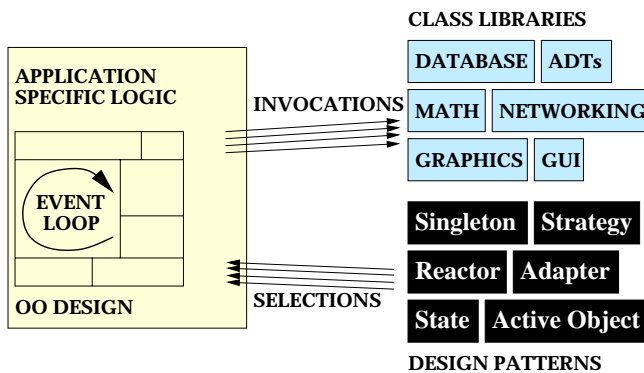 CLASS LIBRARIES
DATABASE ADTs
APPLICATION
SPECIFIC LOGIC
INVOCATIONS
MATH NETWORKING
GRAPHICS GUI
EVENT
LOOP
Singleton Strategy
Reactor Adapter
SELECTIONS
OO DESIGN
State Active Object
DESIGN PATTERNS